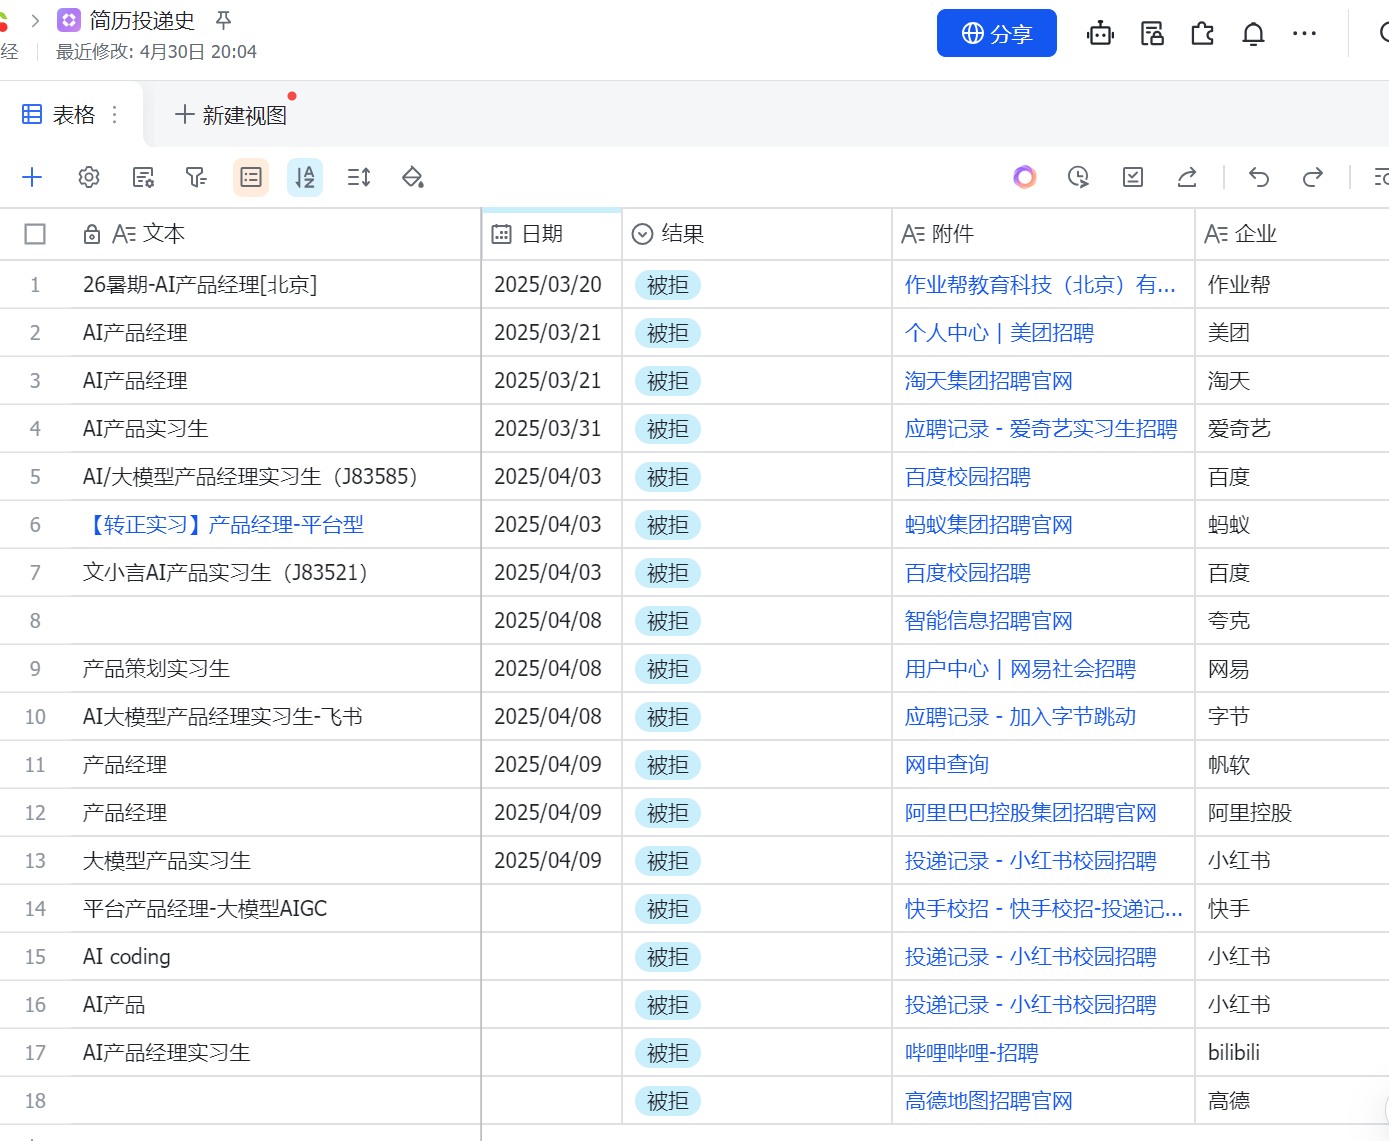 简历投递史
经 最近修改: 4月30日 20:04
分享
表格
新建视图
文本 日期 结果 附件 企业
1 26暑期-AI产品经理[北京] 2025/03/20 被拒 作业帮教育科技（北京）有... 作业帮
2 AI产品经理 2025/03/21 被拒 个人中心 | 美团招聘 美团
3 AI产品经理 2025/03/21 被拒 淘天集团招聘官网 淘天
4 AI产品实习生 2025/03/31 被拒 应聘记录 - 爱奇艺实习生招聘 爱奇艺
5 AI/大模型产品经理实习生（J83585） 2025/04/03 被拒 百度校园招聘 百度
6 【转正实习】产品经理-平台型 2025/04/03 被拒 蚂蚁集团招聘官网 蚂蚁
7 文小言AI产品实习生（J83521） 2025/04/03 被拒 百度校园招聘 百度
8 2025/04/08 被拒 智能信息招聘官网 夸克
9 产品策划实习生 2025/04/08 被拒 用户中心 | 网易社会招聘 网易
10 AI大模型产品经理实习生-飞书 2025/04/08 被拒 应聘记录 - 加入字节跳动 字节
11 产品经理 2025/04/09 被拒 网申查询 帆软
12 产品经理 2025/04/09 被拒 阿里巴巴控股集团招聘官网 阿里控股
13 大模型产品实习生 2025/04/09 被拒 投递记录 - 小红书校园招聘 小红书
14 平台产品经理-大模型AIGC 被拒 快手校招 - 快手校招-投递记... 快手
15 AI coding 被拒 投递记录 - 小红书校园招聘 小红书
16 AI产品 被拒 投递记录 - 小红书校园招聘 小红书
17 AI产品经理实习生 被拒 哔哩哔哩-招聘 bilibili
18 被拒 高德地图招聘官网 高德